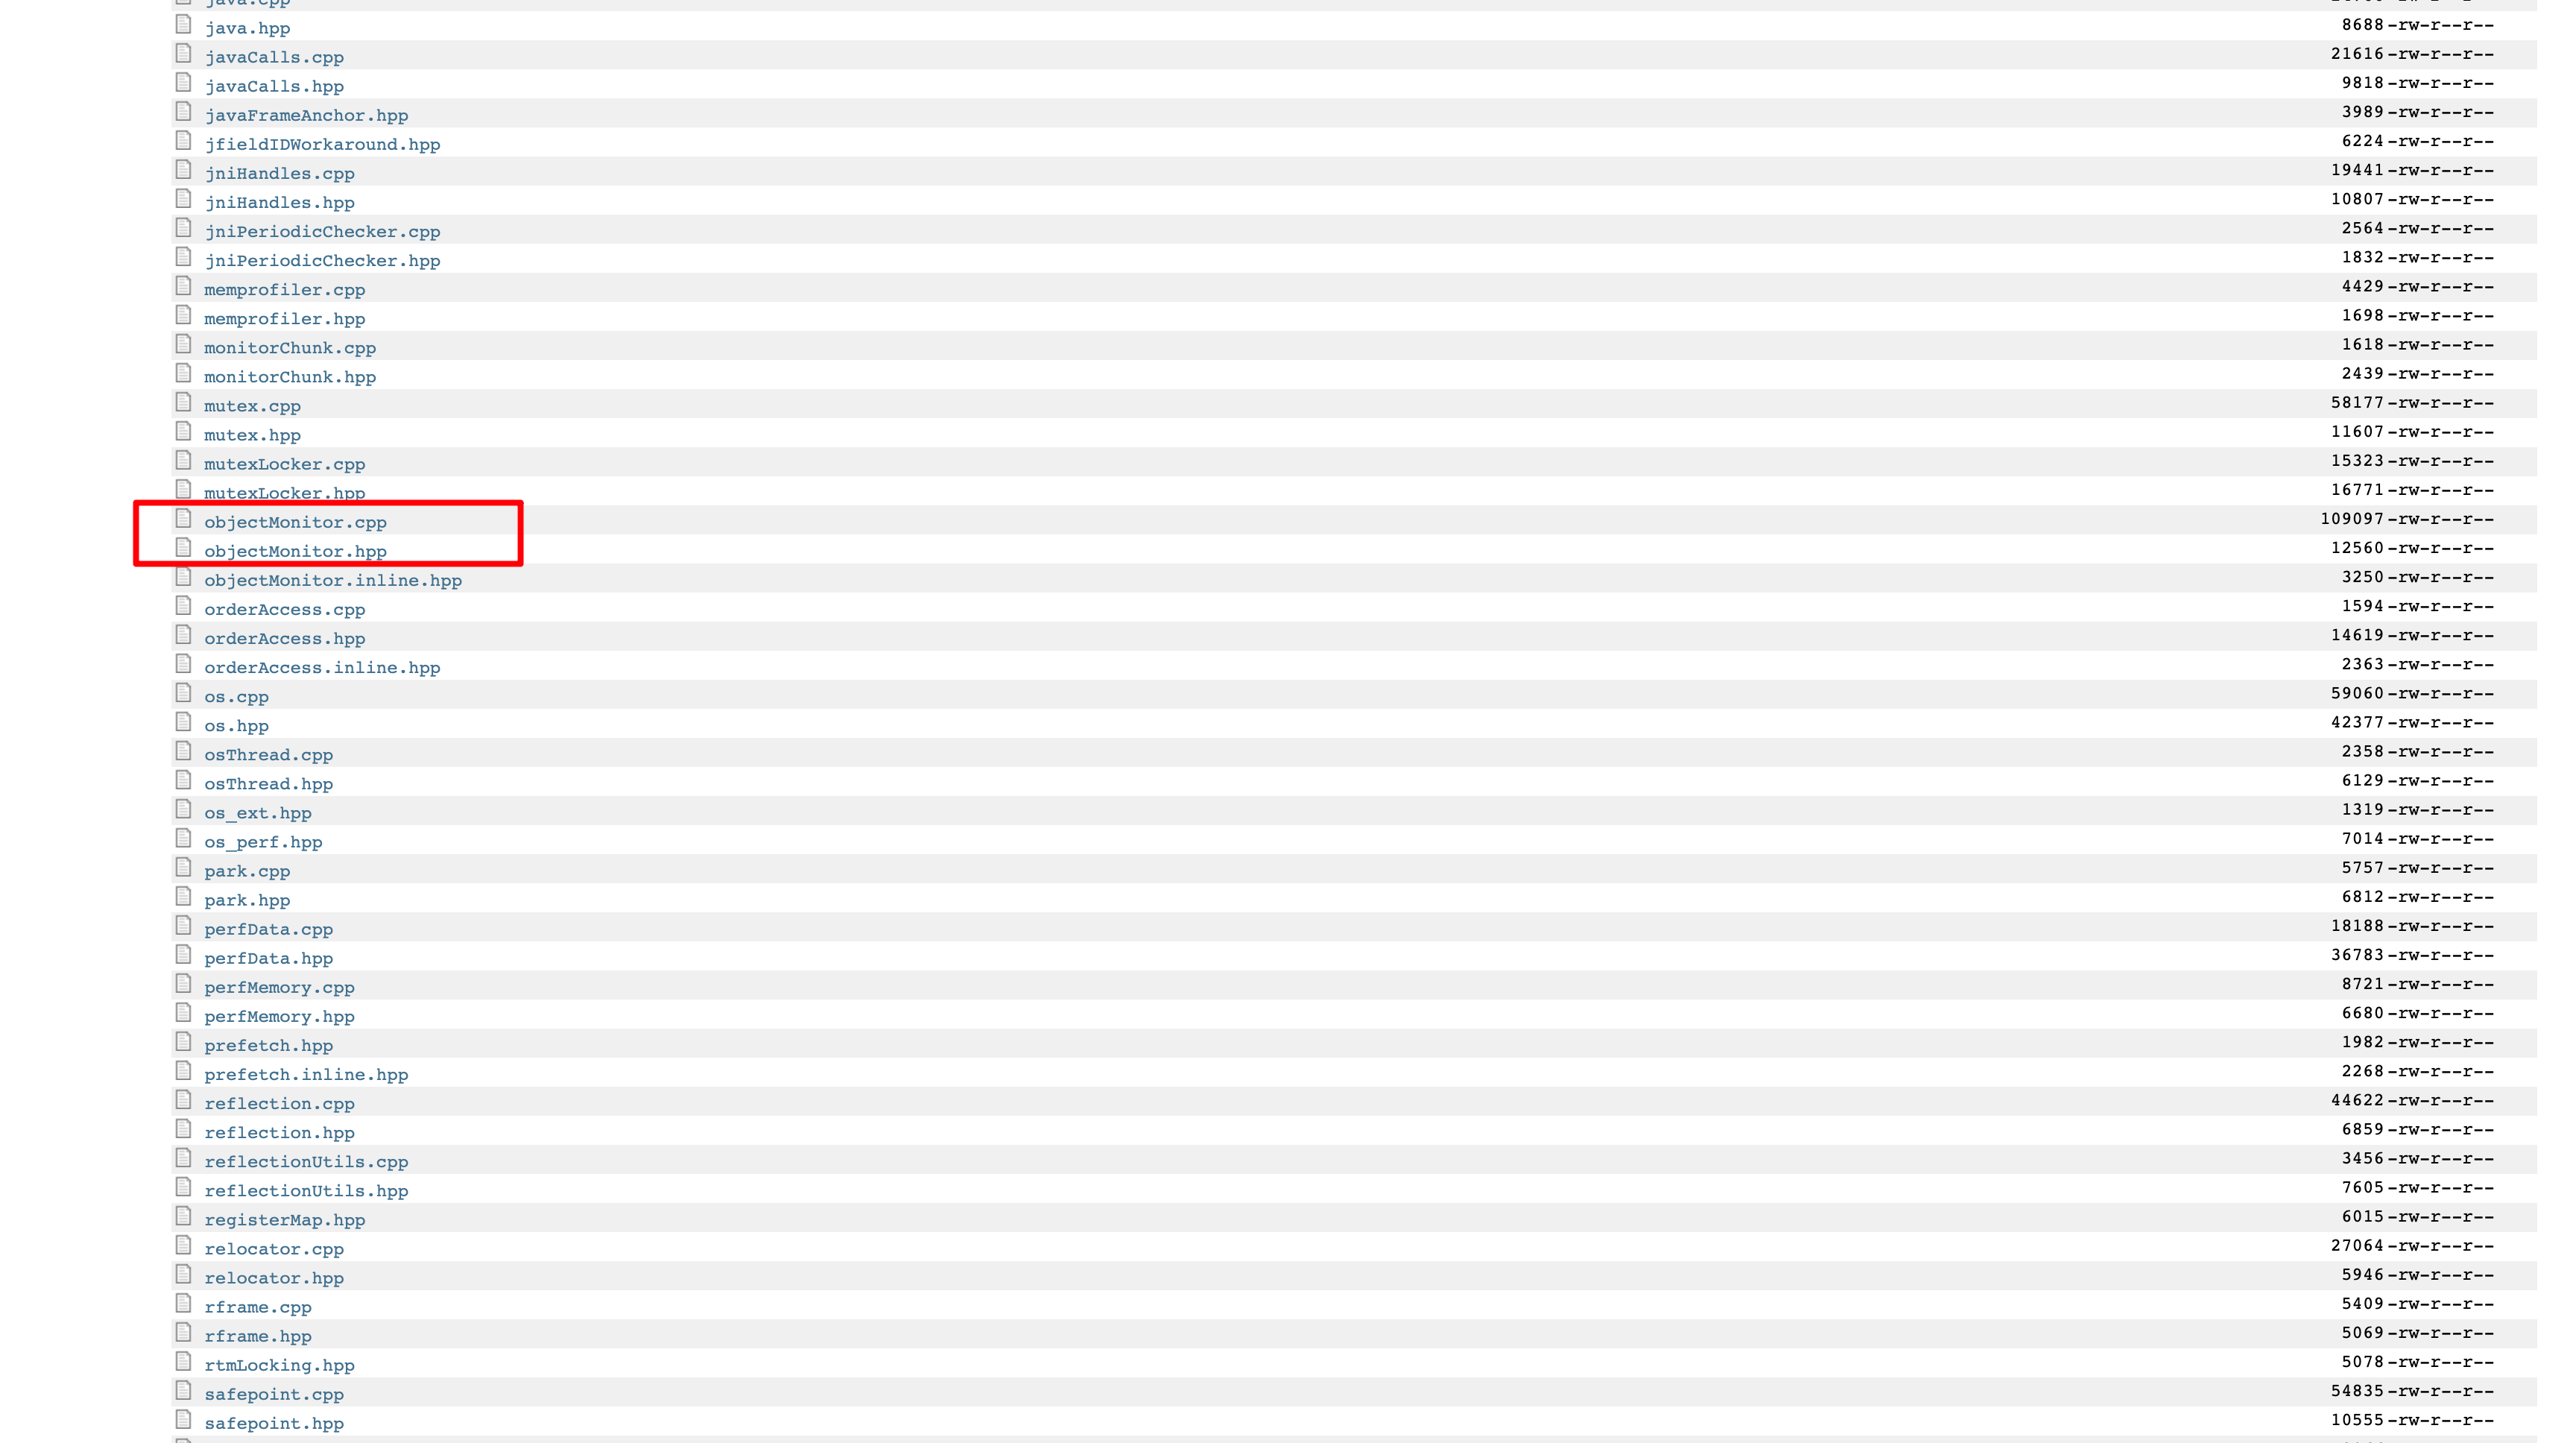 java.cpp
java.hpp 8688 -rw-r--r--
javaCalls.cpp 21616 -rw-r--r--
javaCalls.hpp 9818 -rw-r--r--
javaFrameAnchor.hpp 3989 -rw-r--r--
jfieldIDWorkaround.hpp 6224 -rw-r--r--
jniHandles.cpp 19441 -rw-r--r--
jniHandles.hpp 10807 -rw-r--r--
jniPeriodicChecker.cpp 2564 -rw-r--r--
jniPeriodicChecker.hpp 1832 -rw-r--r--
memprofiler.cpp 4429 -rw-r--r--
memprofiler.hpp 1698 -rw-r--r--
monitorChunk.cpp 1618 -rw-r--r--
monitorChunk.hpp 2439 -rw-r--r--
mutex.cpp 58177 -rw-r--r--
mutex.hpp 11607 -rw-r--r--
mutexLocker.cpp 15323 -rw-r--r--
mutexLocker.hpp 16771 -rw-r--r--
objectMonitor.cpp 109097 -rw-r--r--
objectMonitor.hpp 12560 -rw-r--r--
objectMonitor.inline.hpp 3250 -rw-r--r--
orderAccess.cpp 1594 -rw-r--r--
orderAccess.hpp 14619 -rw-r--r--
orderAccess.inline.hpp 2363 -rw-r--r--
os.cpp 59060 -rw-r--r--
os.hpp 42377 -rw-r--r--
osThread.cpp 2358 -rw-r--r--
osThread.hpp 6129 -rw-r--r--
os_ext.hpp 1319 -rw-r--r--
os_perf.hpp 7014 -rw-r--r--
park.cpp 5757 -rw-r--r--
park.hpp 6812 -rw-r--r--
perfData.cpp 18188 -rw-r--r--
perfData.hpp 36783 -rw-r--r--
perfMemory.cpp 8721 -rw-r--r--
perfMemory.hpp 6680 -rw-r--r--
prefetch.hpp 1982 -rw-r--r--
prefetch.inline.hpp 2268 -rw-r--r--
reflection.cpp 44622 -rw-r--r--
reflection.hpp 6859 -rw-r--r--
reflectionUtils.cpp 3456 -rw-r--r--
reflectionUtils.hpp 7605 -rw-r--r--
registerMap.hpp 6015 -rw-r--r--
relocator.cpp 27064 -rw-r--r--
relocator.hpp 5946 -rw-r--r--
rframe.cpp 5409 -rw-r--r--
rframe.hpp 5069 -rw-r--r--
rtmLocking.hpp 5078 -rw-r--r--
safepoint.cpp 54835 -rw-r--r--
safepoint.hpp 10555 -rw-r--r--